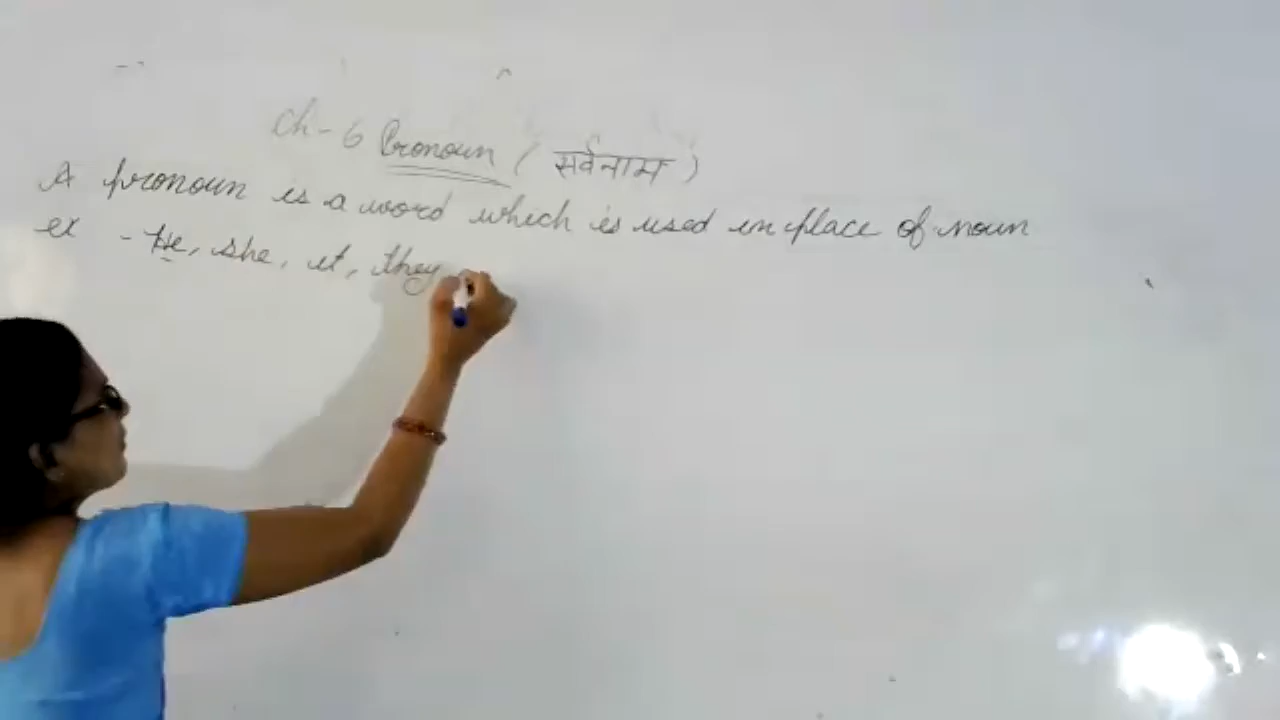 Ch-6 Pronoun (सर्वनाम)
A pronoun is a word which is used in place of noun
ex - He, she, it, they